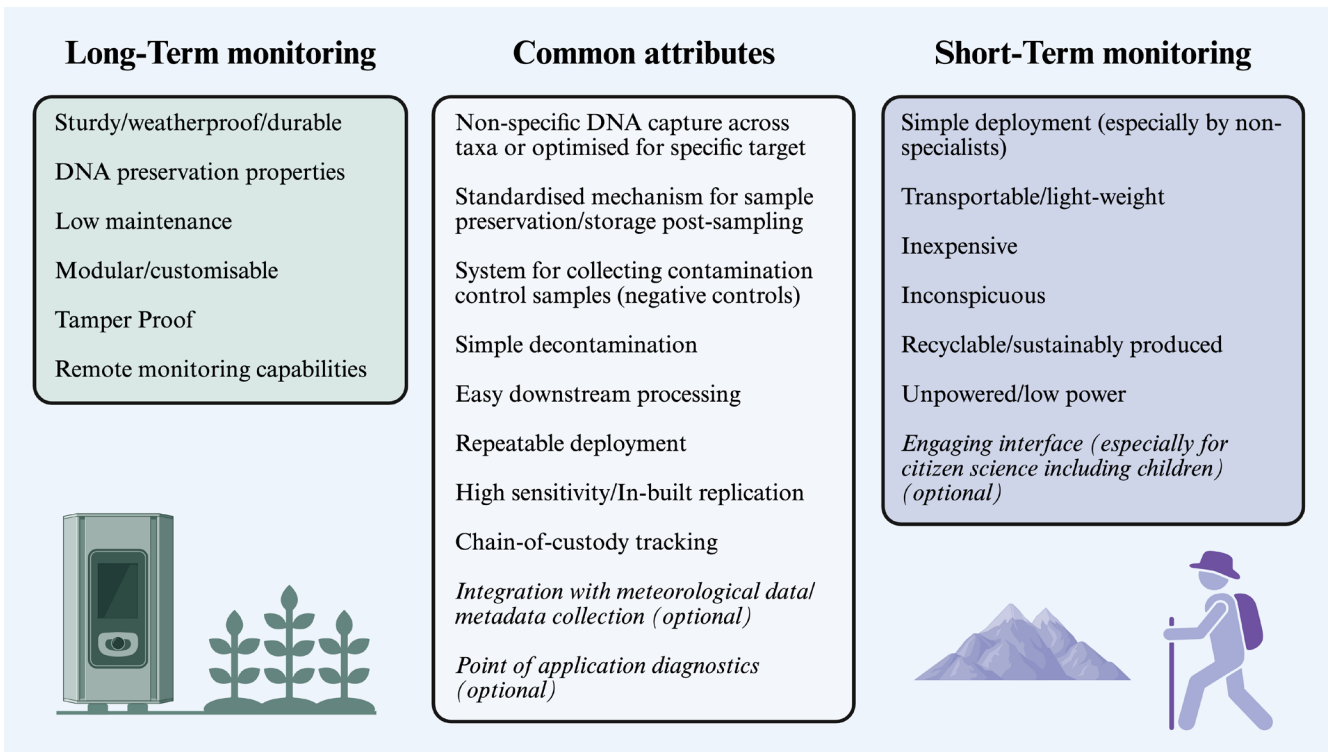 Long-Term monitoring
Sturdy/weatherproof/durable
DNA preservation properties
Low maintenance
Modular/customisable
Tamper Proof
Remote monitoring capabilities
Common attributes
Non-specific DNA capture across
taxa or optimised for specific target
Standardised mechanism for sample
preservation/storage post-sampling
System for collecting contamination
control samples (negative controls)
Simple decontamination
Easy downstream processing
Repeatable deployment
High sensitivity/In-built replication
Chain-of-custody tracking
Integration with meteorological data/
metadata collection (optional)
Point of application diagnostics
(optional)
Short-Term monitoring
Simple deployment (especially by non-
specialists)
Transportable/light-weight
Inexpensive
Inconspicuous
Recyclable/sustainably produced
Unpowered/low power
Engaging interface (especially for
citizen science including children)
(optional)